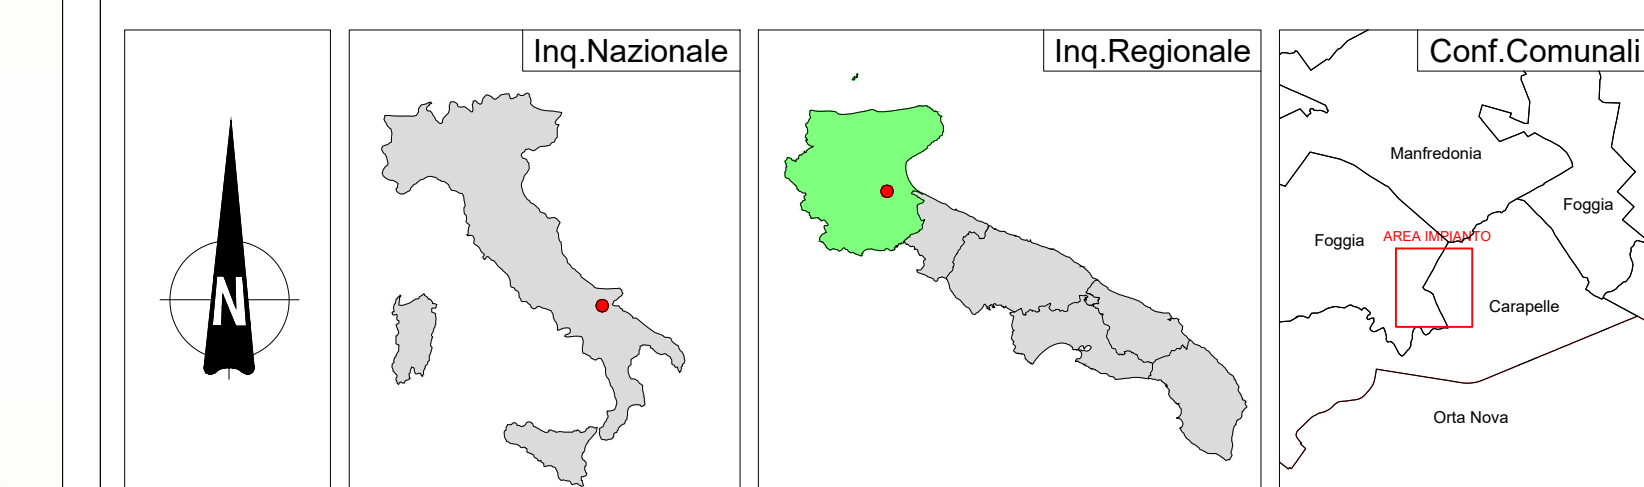 Inq.Nazionale
Inq.Regionale
Conf.Comunali
N
Manfredonia
Foggia
Foggia
AREA IMPIANTO
Carapelle
Orta Nova